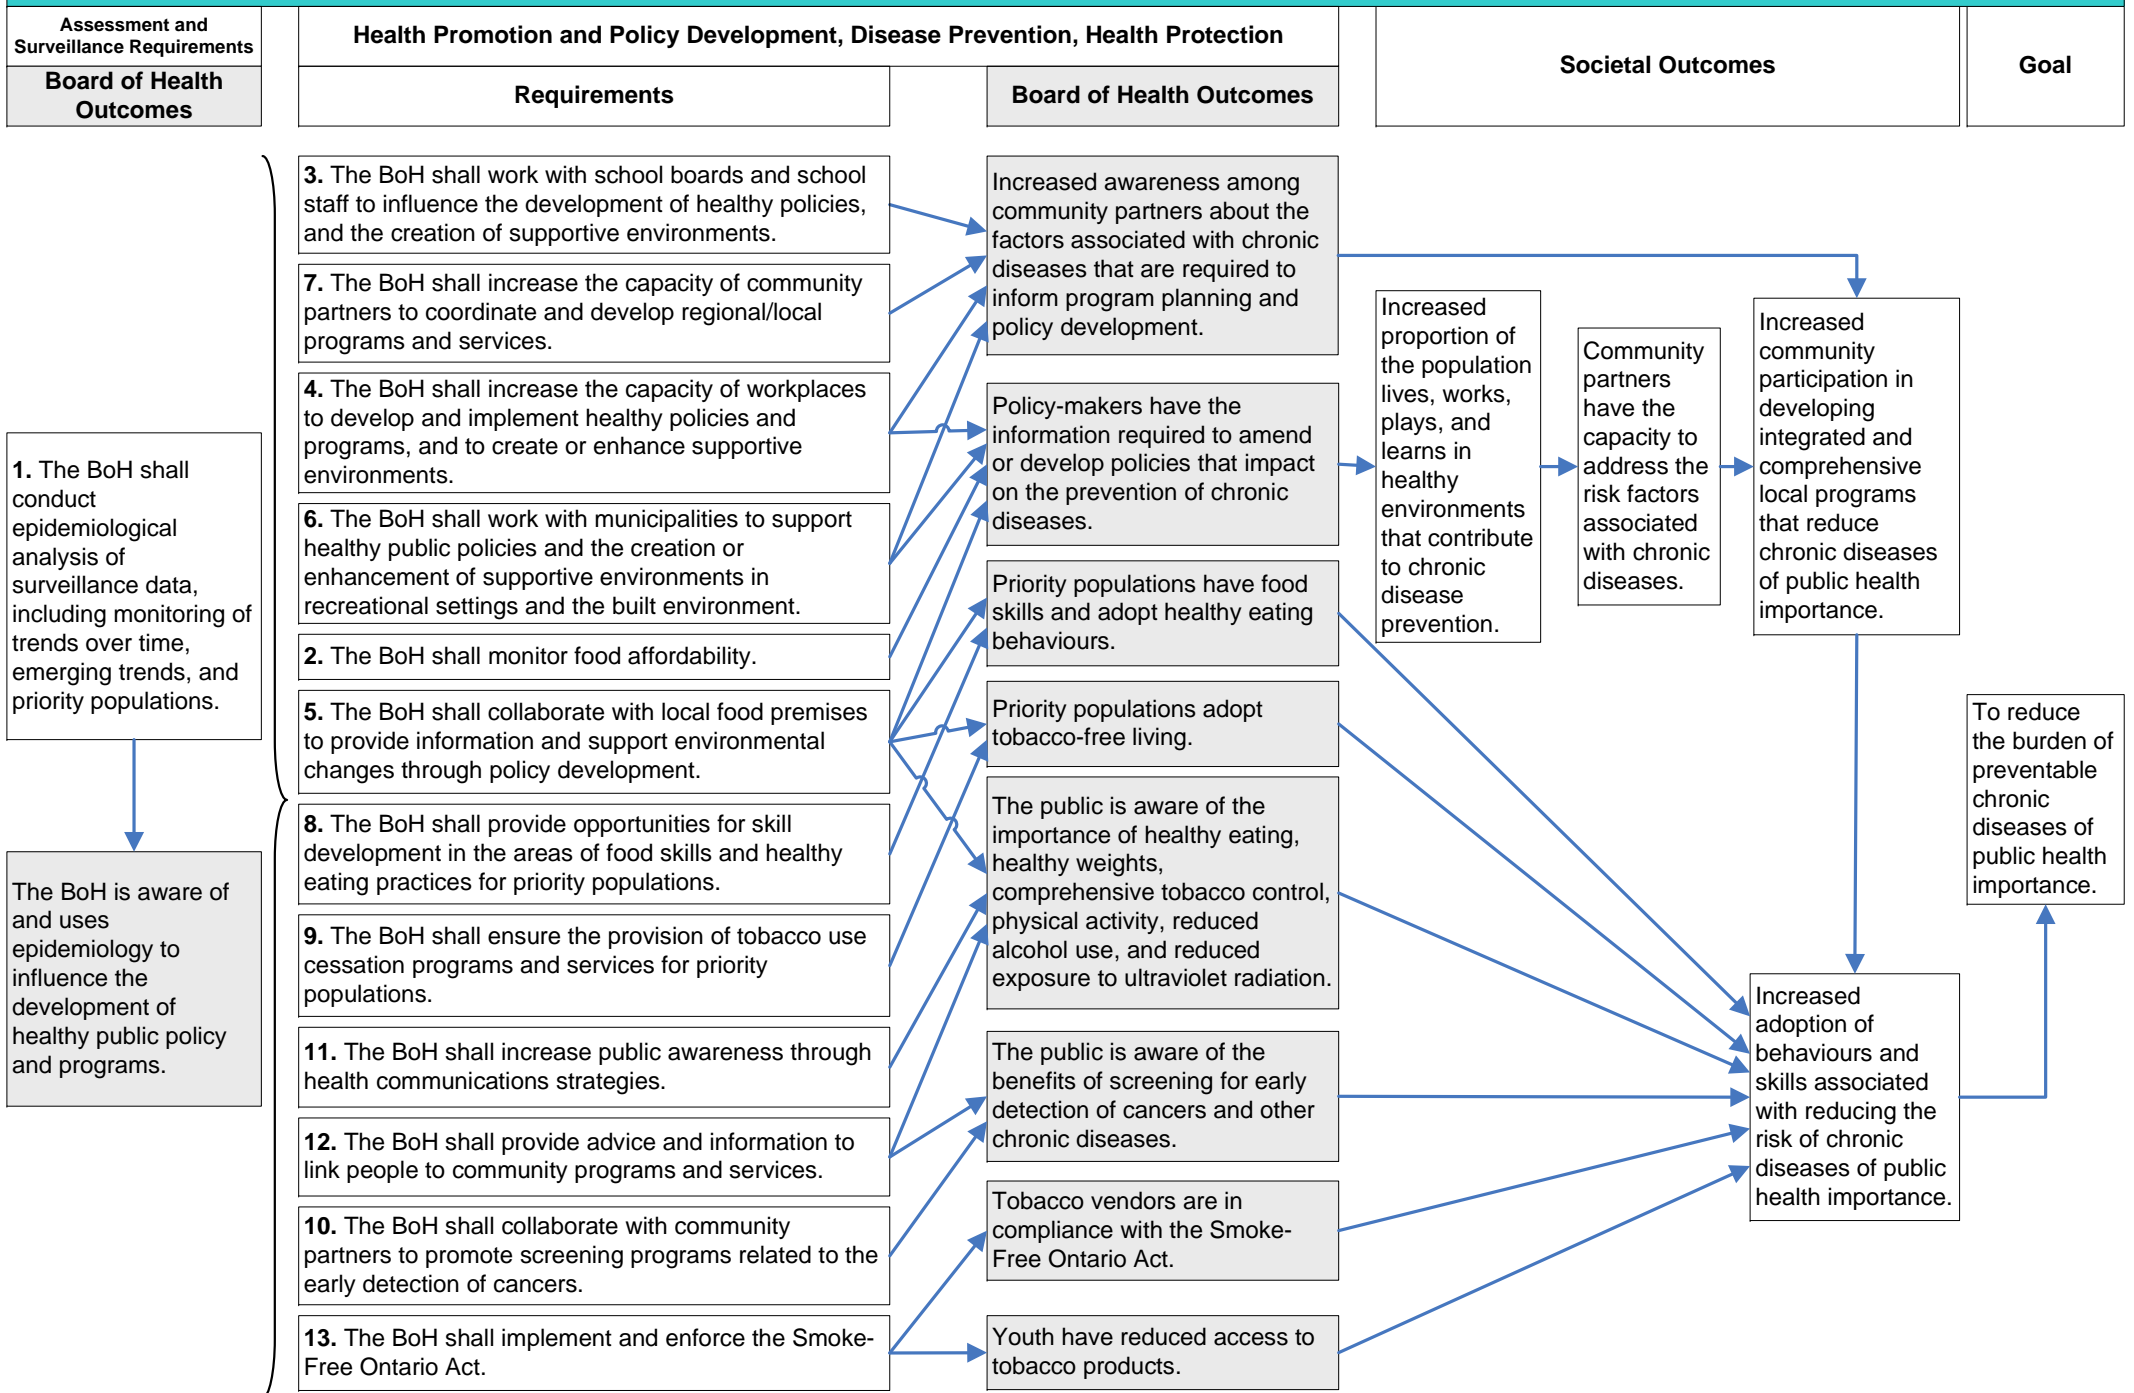 Assessment and
Surveillance Requirements
Board of Health
Outcomes
Health Promotion and Policy Development, Disease Prevention, Health Protection
Requirements
Board of Health Outcomes
Societal Outcomes
Goal
1. The BoH shall
conduct
epidemiological
analysis of
surveillance data,
including monitoring of
trends over time,
emerging trends, and
priority populations.
The BoH is aware of
and uses
epidemiology to
influence the
development of
healthy public policy
and programs.
3. The BoH shall work with school boards and school
staff to influence the development of healthy policies,
and the creation of supportive environments.
7. The BoH shall increase the capacity of community
partners to coordinate and develop regional/local
programs and services.
4. The BoH shall increase the capacity of workplaces
to develop and implement healthy policies and
programs, and to create or enhance supportive
environments.
6. The BoH shall work with municipalities to support
healthy public policies and the creation or
enhancement of supportive environments in
recreational settings and the built environment.
2. The BoH shall monitor food affordability.
5. The BoH shall collaborate with local food premises
to provide information and support environmental
changes through policy development.
8. The BoH shall provide opportunities for skill
development in the areas of food skills and healthy
eating practices for priority populations.
9. The BoH shall ensure the provision of tobacco use
cessation programs and services for priority
populations.
11. The BoH shall increase public awareness through
health communications strategies.
12. The BoH shall provide advice and information to
link people to community programs and services.
10. The BoH shall collaborate with community
partners to promote screening programs related to the
early detection of cancers.
13. The BoH shall implement and enforce the Smoke-
Free Ontario Act.
Increased awareness among
community partners about the
factors associated with chronic
diseases that are required to
inform program planning and
policy development.
Policy-makers have the
information required to amend
or develop policies that impact
on the prevention of chronic
diseases.
Priority populations have food
skills and adopt healthy eating
behaviours.
Priority populations adopt
tobacco-free living.
The public is aware of the
importance of healthy eating,
healthy weights,
comprehensive tobacco control,
physical activity, reduced
alcohol use, and reduced
exposure to ultraviolet radiation.
The public is aware of the
benefits of screening for early
detection of cancers and other
chronic diseases.
Tobacco vendors are in
compliance with the Smoke-
Free Ontario Act.
Youth have reduced access to
tobacco products.
Increased
proportion of
the population
lives, works,
plays, and
learns in
healthy
environments
that contribute
to chronic
disease
prevention.
Community
partners
have the
capacity to
address the
risk factors
associated
with chronic
diseases.
Increased
community
participation in
developing
integrated and
comprehensive
local programs
that reduce
chronic diseases
of public health
importance.
Increased
adoption of
behaviours and
skills associated
with reducing the
risk of chronic
diseases of public
health importance.
To reduce
the burden of
preventable
chronic
diseases of
public health
importance.